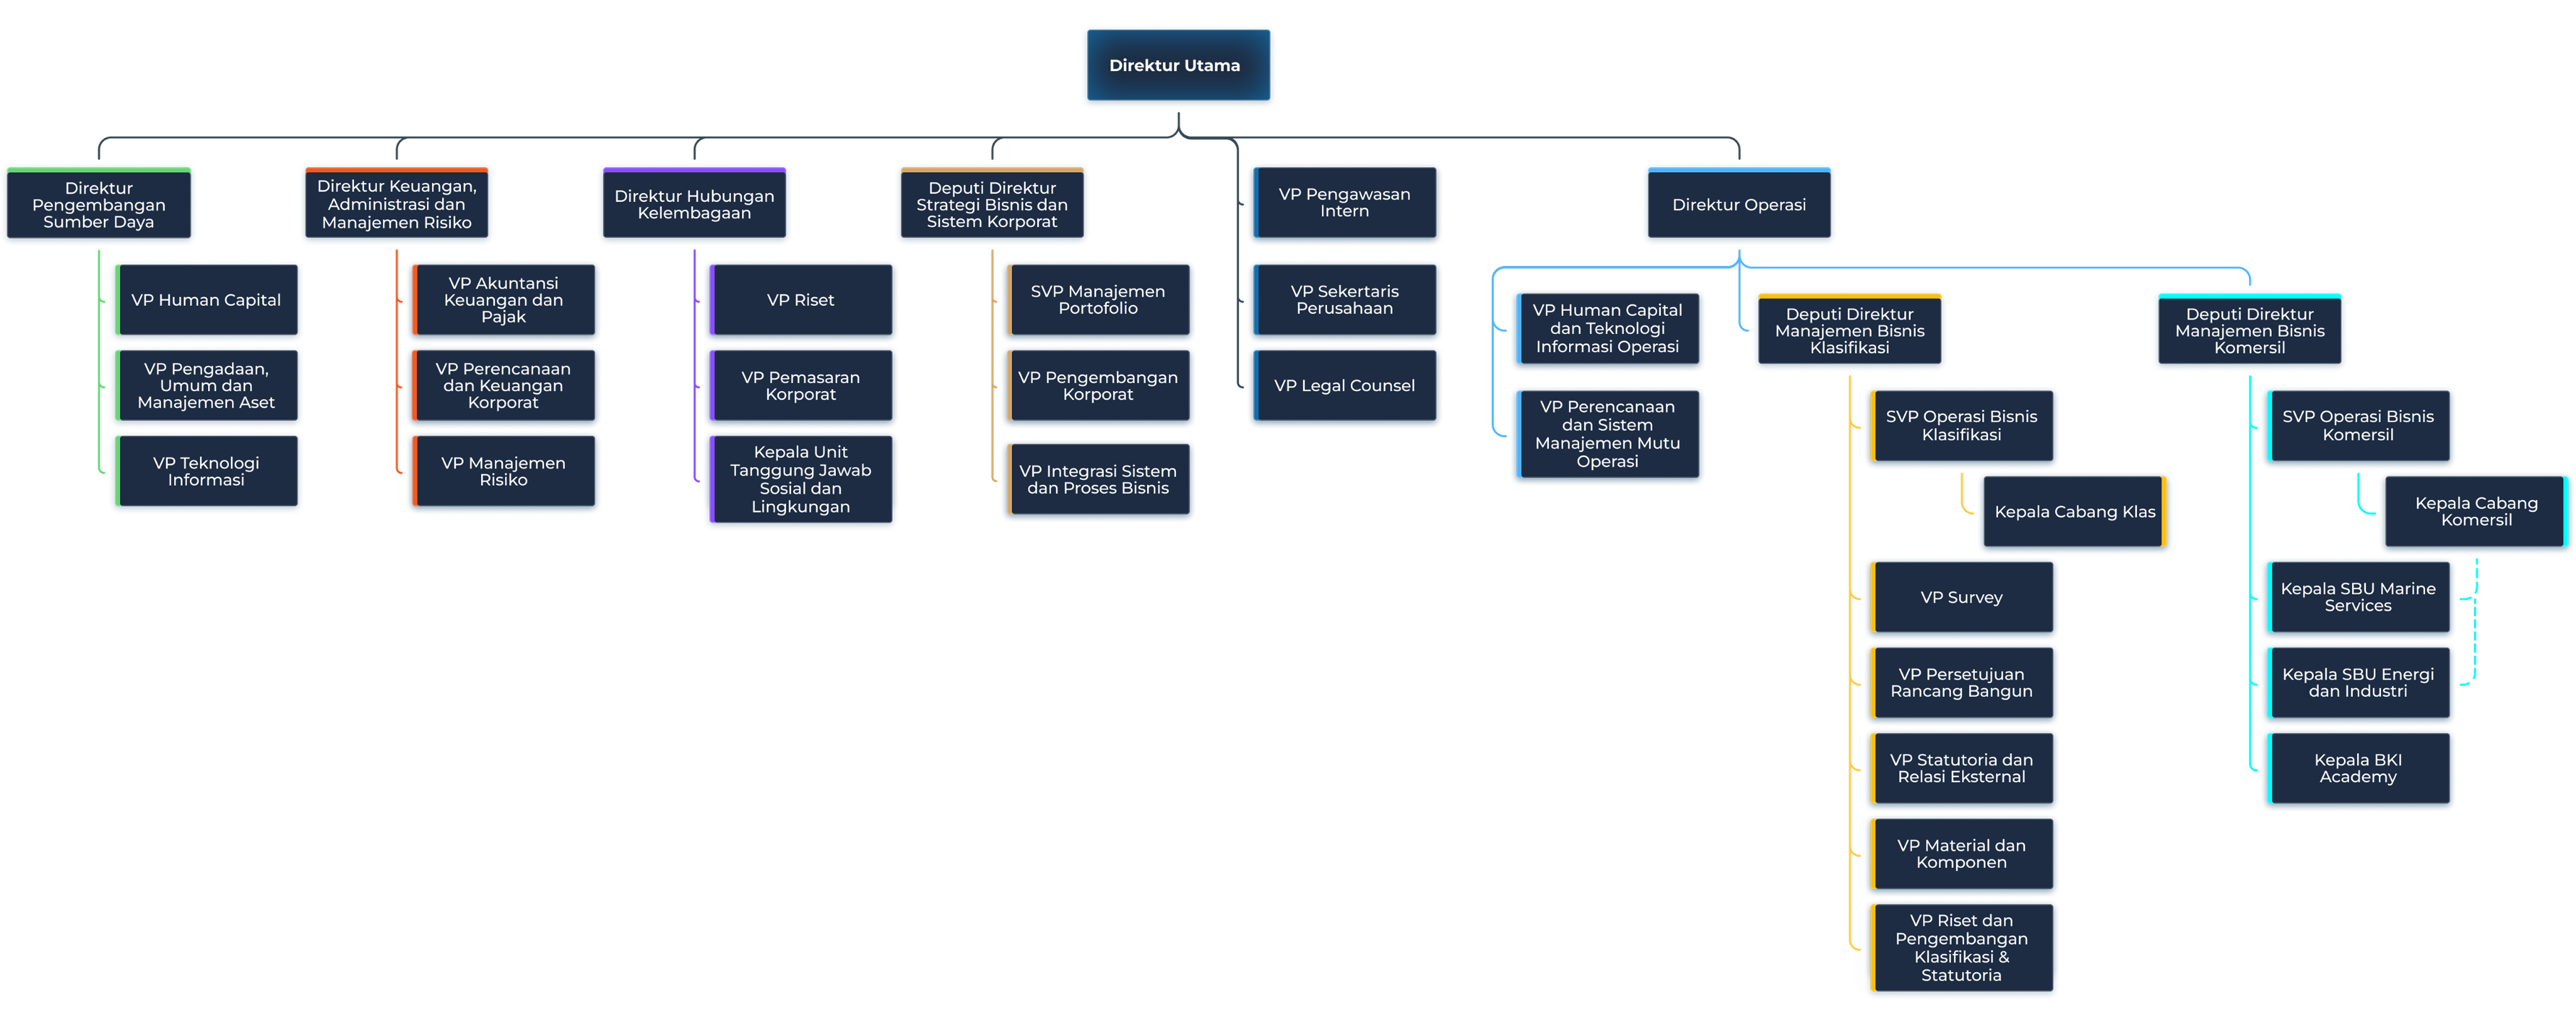 Direktur Utama
Direktur
Pengembangan
Sumber Daya
VP Human Capital
VP Pengadaan,
Umum dan
Manajemen Aset
VP Teknologi
Informasi
Direktur Keuangan,
Administrasi dan
Manajemen Risiko
VP Akuntansi
Keuangan dan
Pajak
VP Perencanaan
dan Keuangan
Korporat
VP Manajemen
Risiko
Direktur Hubungan
Kelembagaan
VP Riset
VP Pemasaran
Korporat
Kepala Unit
Tanggung Jawab
Sosial dan
Lingkungan
Deputi Direktur
Strategi Bisnis dan
Sistem Korporat
SVP Manajemen
Portofolio
VP Pengembangan
Korporat
VP Integrasi Sistem
dan Proses Bisnis
VP Pengawasan
Intern
VP Sekertaris
Perusahaan
VP Legal Counsel
Direktur Operasi
VP Human Capital
dan Teknologi
Informasi Operasi
VP Perencanaan
dan Sistem
Manajemen Mutu
Operasi
Deputi Direktur
Manajemen Bisnis
Klasifikasi
SVP Operasi Bisnis
Klasifikasi
Kepala Cabang Klas
VP Survey
VP Persetujuan
Rancang Bangun
VP Statutoria dan
Relasi Eksternal
VP Material dan
Komponen
VP Riset dan
Pengembangan
Klasifikasi &
Statutoria
Deputi Direktur
Manajemen Bisnis
Komersil
SVP Operasi Bisnis
Komersil
Kepala Cabang
Komersil
Kepala SBU Marine
Services
Kepala SBU Energi
dan Industri
Kepala BKI
Academy